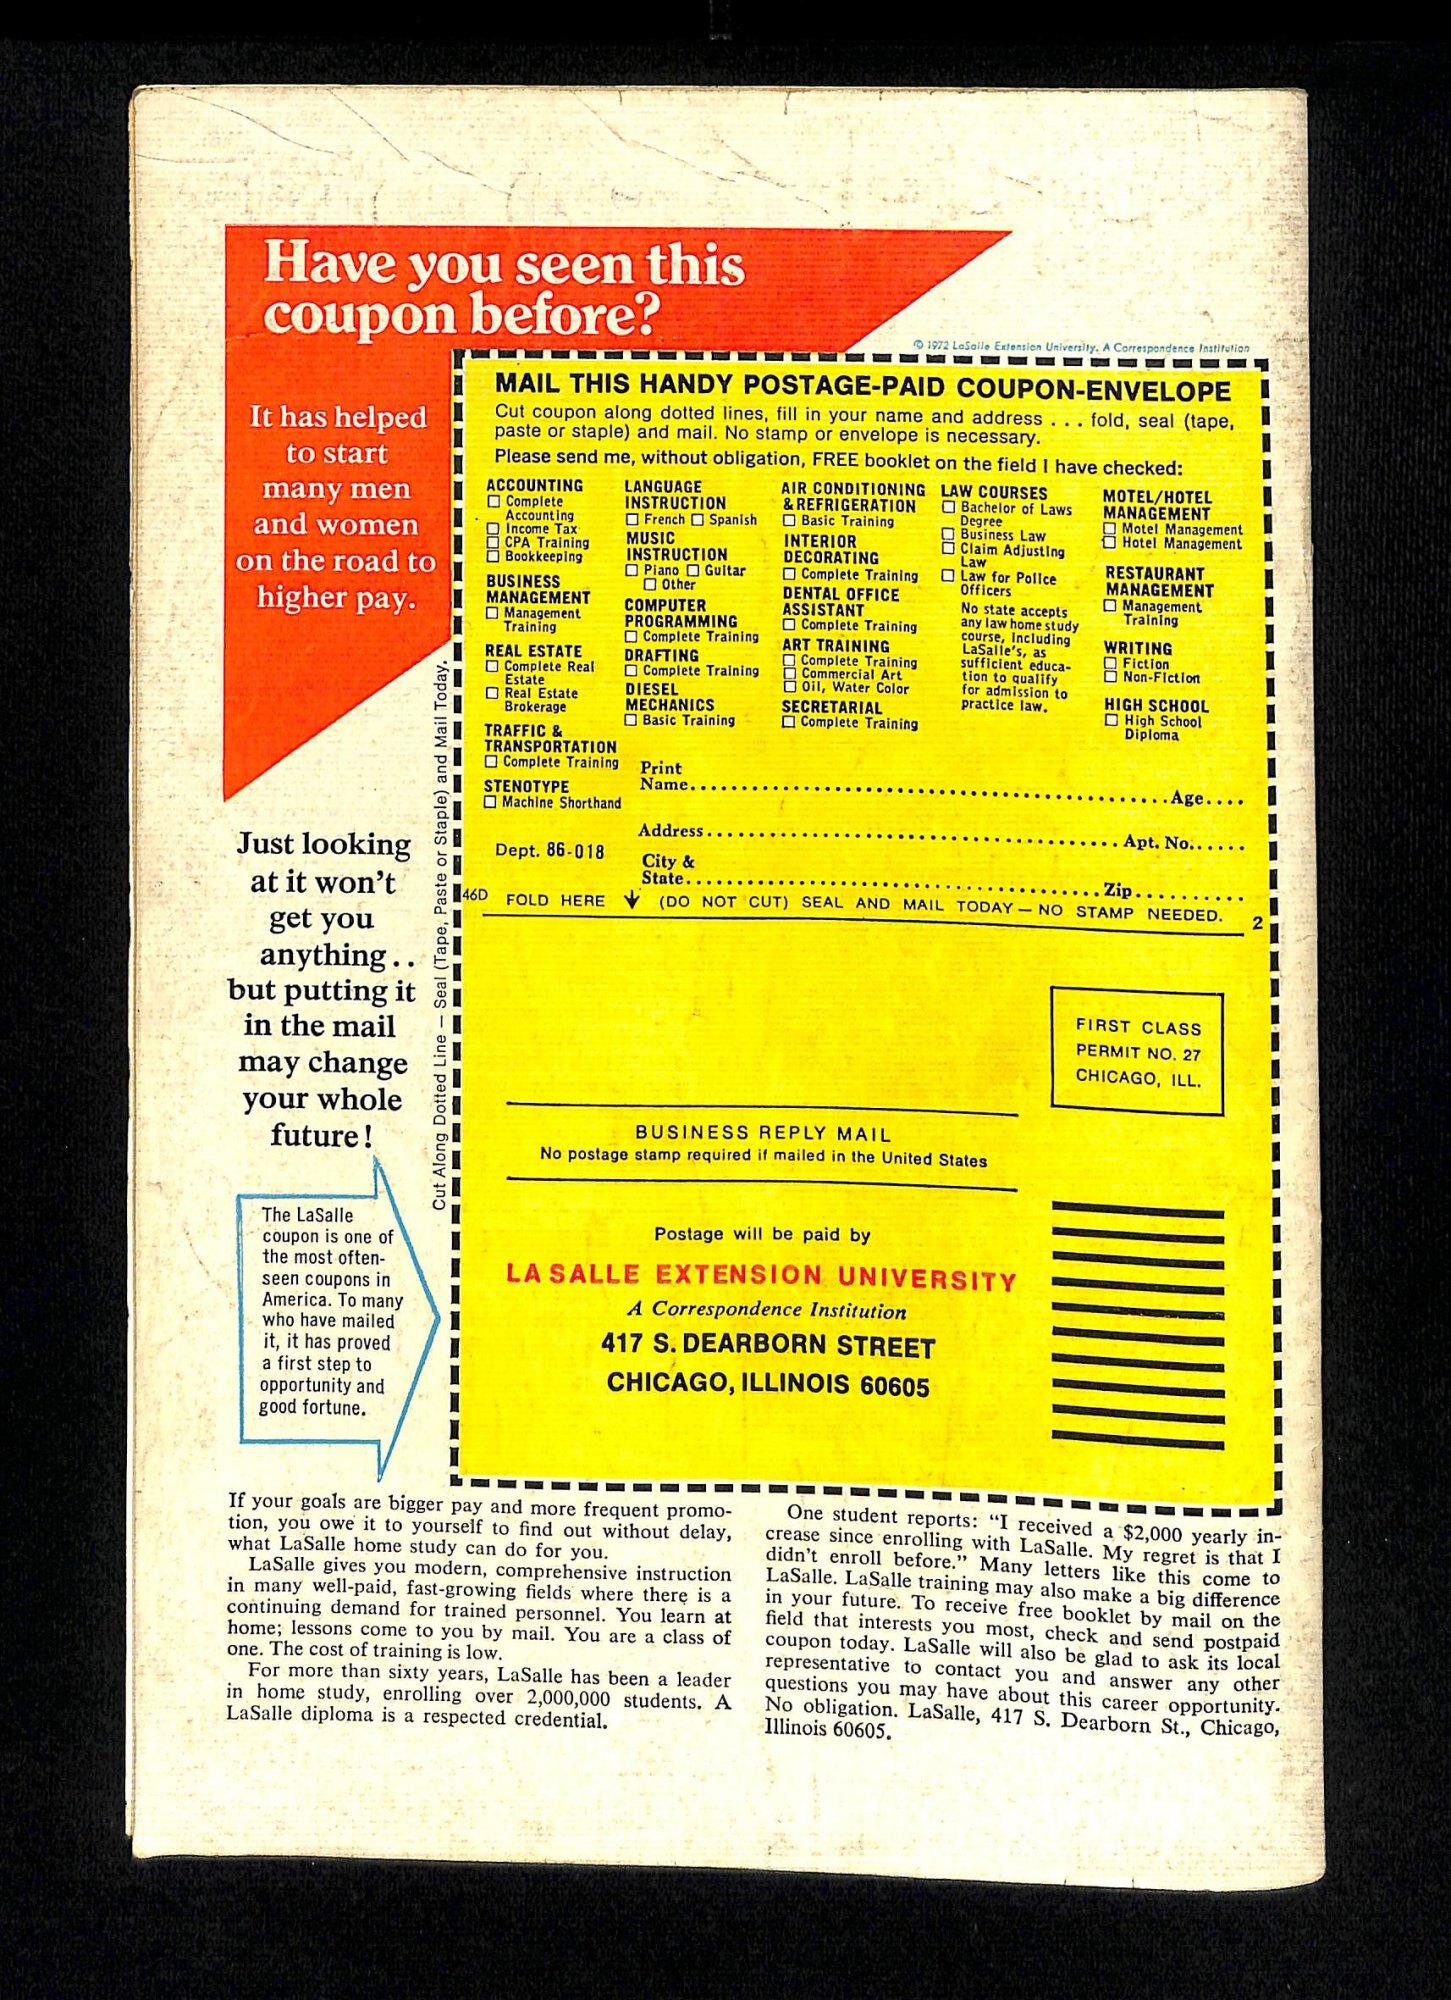 Have you seen this
coupon before?
It has helped
to start
many men
and women
on the road to
higher pay.
Just looking
at it won't
get you
anything..
but putting it
in the mail
may change
your whole
future!
The LaSalle
coupon is one of
the most often-
seen coupons in
America. To many
who have mailed
it, it has proved
a first step to
opportunity and
good fortune.
Cut Along Dotted Line — Seal (Tape, Paste or Staple) and Mail Today.
© 1972 LaSalle Extension University, A Correspondence Institution
MAIL THIS HANDY POSTAGE-PAID COUPON-ENVELOPE
Cut coupon along dotted lines, fill in your name and address . . . fold, seal (tape,
paste or staple) and mail. No stamp or envelope is necessary.
Please send me, without obligation, FREE booklet on the field I have checked:
ACCOUNTING
☐ Complete
Accounting
☐ Income Tax
☐ CPA Training
☐ Bookkeeping
BUSINESS
MANAGEMENT
☐ Management
Training
REAL ESTATE
☐ Complete Real
Estate
☐ Real Estate
Brokerage
TRAFFIC &
TRANSPORTATION
☐ Complete Training
STENOTYPE
☐ Machine Shorthand
LANGUAGE
INSTRUCTION
☐ French ☐ Spanish
MUSIC
INSTRUCTION
☐ Piano ☐ Guitar
☐ Other
COMPUTER
PROGRAMMING
☐ Complete Training
DRAFTING
☐ Complete Training
DIESEL
MECHANICS
☐ Basic Training
AIR CONDITIONING
& REFRIGERATION
☐ Basic Training
INTERIOR
DECORATING
☐ Complete Training
DENTAL OFFICE
ASSISTANT
☐ Complete Training
ART TRAINING
☐ Complete Training
☐ Commercial Art
☐ Oil, Water Color
SECRETARIAL
☐ Complete Training
LAW COURSES
☐ Bachelor of Laws
Degree
☐ Business Law
☐ Claim Adjusting
Law
☐ Law for Police
Officers
No state accepts
any law home study
course, including
LaSalle's, as
sufficient educa-
tion to qualify
for admission to
practice law.
MOTEL/HOTEL
MANAGEMENT
☐ Motel Management
☐ Hotel Management
RESTAURANT
MANAGEMENT
☐ Management
Training
WRITING
☐ Fiction
☐ Non-Fiction
HIGH SCHOOL
☐ High School
Diploma
Print
Name..................................................Age....
Address..........................................Apt. No......
Dept. 86-018
City &
State............................................Zip...........
46D FOLD HERE ↓ (DO NOT CUT) SEAL AND MAIL TODAY — NO STAMP NEEDED. 2
FIRST CLASS
PERMIT NO. 27
CHICAGO, ILL.
BUSINESS REPLY MAIL
No postage stamp required if mailed in the United States
Postage will be paid by
LA SALLE EXTENSION UNIVERSITY
A Correspondence Institution
417 S. DEARBORN STREET
CHICAGO, ILLINOIS 60605
If your goals are bigger pay and more frequent promo-
tion, you owe it to yourself to find out without delay,
what LaSalle home study can do for you.
LaSalle gives you modern, comprehensive instruction
in many well-paid, fast-growing fields where there is a
continuing demand for trained personnel. You learn at
home; lessons come to you by mail. You are a class of
one. The cost of training is low.
For more than sixty years, LaSalle has been a leader
in home study, enrolling over 2,000,000 students. A
LaSalle diploma is a respected credential.
One student reports: "I received a $2,000 yearly in-
crease since enrolling with LaSalle. My regret is that I
didn't enroll before." Many letters like this come to
LaSalle. LaSalle training may also make a big difference
in your future. To receive free booklet by mail on the
field that interests you most, check and send postpaid
coupon today. LaSalle will also be glad to ask its local
representative to contact you and answer any other
questions you may have about this career opportunity.
No obligation. LaSalle, 417 S. Dearborn St., Chicago,
Illinois 60605.